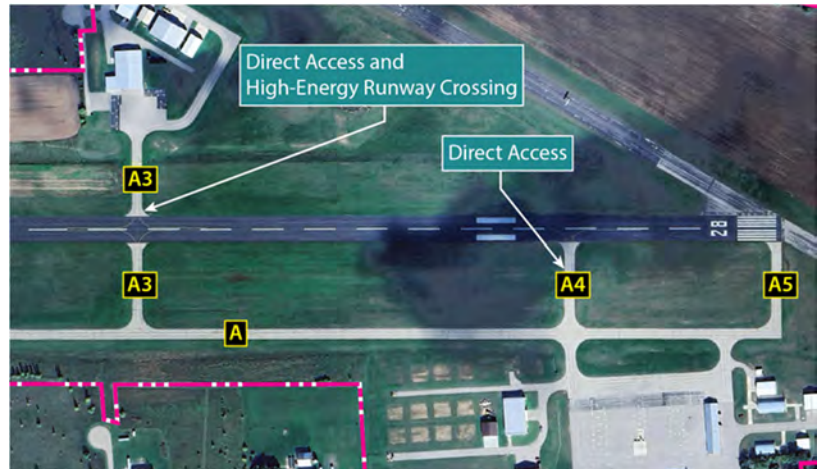 Direct Access and
High-Energy Runway Crossing
Direct Access
A3
28
A3
A4
A5
A